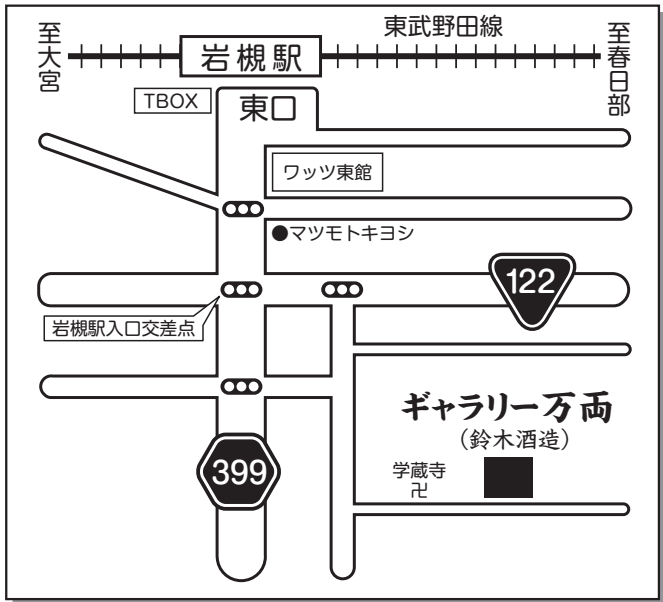 東武野田線
至大宮
岩槻駅
至春日部
TBOX
東口
ワッツ東館
●マツモトキヨシ
122
岩槻駅入口交差点
ギャラリー万両
(鈴木酒造)
399
学蔵寺
卍